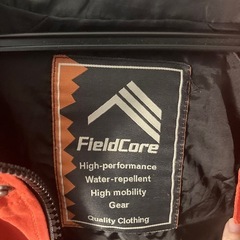 FieldCore
High-performance
Water-repellent
High mobility
Gear
Quality Clothing